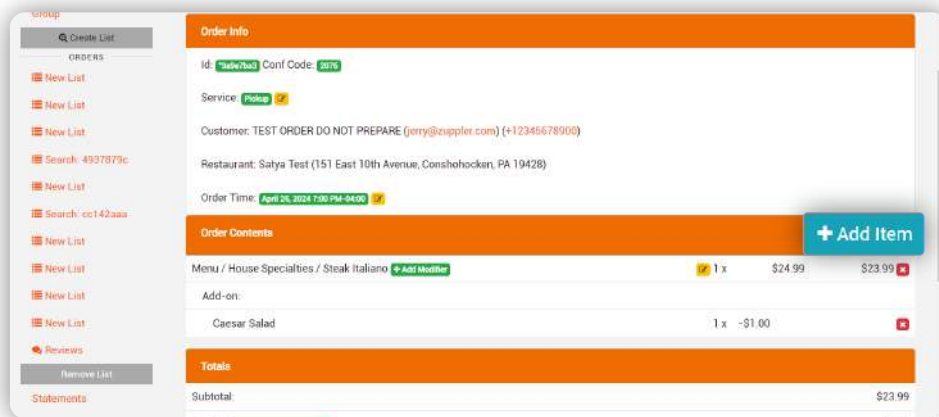 Group
Create List
ORDERS
New List
New List
New List
Search: 4937879c
New List
Search: cc142aaa
New List
New List
New List
New List
Reviews
Remove List
Statements
Order Info
Id: "3a5e7ba3 Conf Code: 2076
Service: Pickup
Customer: TEST ORDER DO NOT PREPARE (jerry@zuppler.com) (+12345678900)
Restaurant: Satya Test (151 East 10th Avenue, Conshohocken, PA 19428)
Order Time: April 26, 2024 7:00 PM-04:00
Order Contents
+ Add Item
Menu / House Specialties / Steak Italiano + Add Modifier 1 x $24.99 $23.99
Add-on:
Caesar Salad 1 x -$1.00
Totals
Subtotal: $23.99